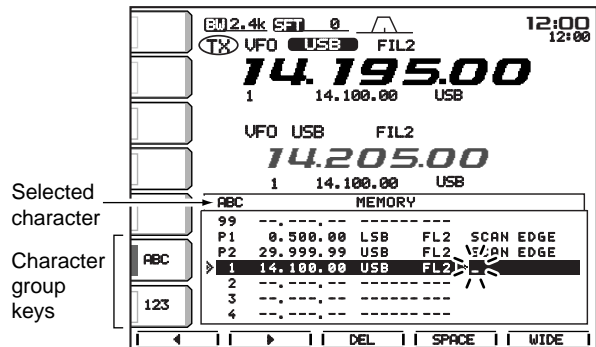 BW 2.4k SFT 0 12:00
12:00
TX VFO USB FIL2
14.195.00
1 14.100.00 USB
VFO USB FIL2
14.205.00
1 14.100.00 USB
Selected
character
ABC MEMORY
99 --.---.-- ------ ---
P1 0.500.00 LSB FL2 SCAN EDGE
P2 29.999.99 USB FL2 SCAN EDGE
1 14.100.00 USB FL2 _
2 --.---.-- ------ ---
3 --.---.-- ------ ---
4 --.---.-- ------ ---
Character
group
keys
ABC
123
◀ ▶ DEL SPACE WIDE